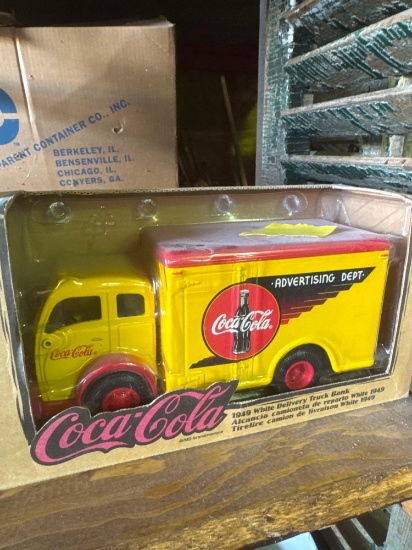 PARENT CONTAINER CO., INC.
BERKELEY, IL.
BENSENVILLE, IL.
CHICAGO, IL.
CONYERS, GA.
·ADVERTISING DEPT·
Coca-Cola
Coca-Cola
Coca-Cola
1949 White Delivery Truck Bank
Alcancía camioneta de reparto White 1949
Tirelire camion de livraison White 1949